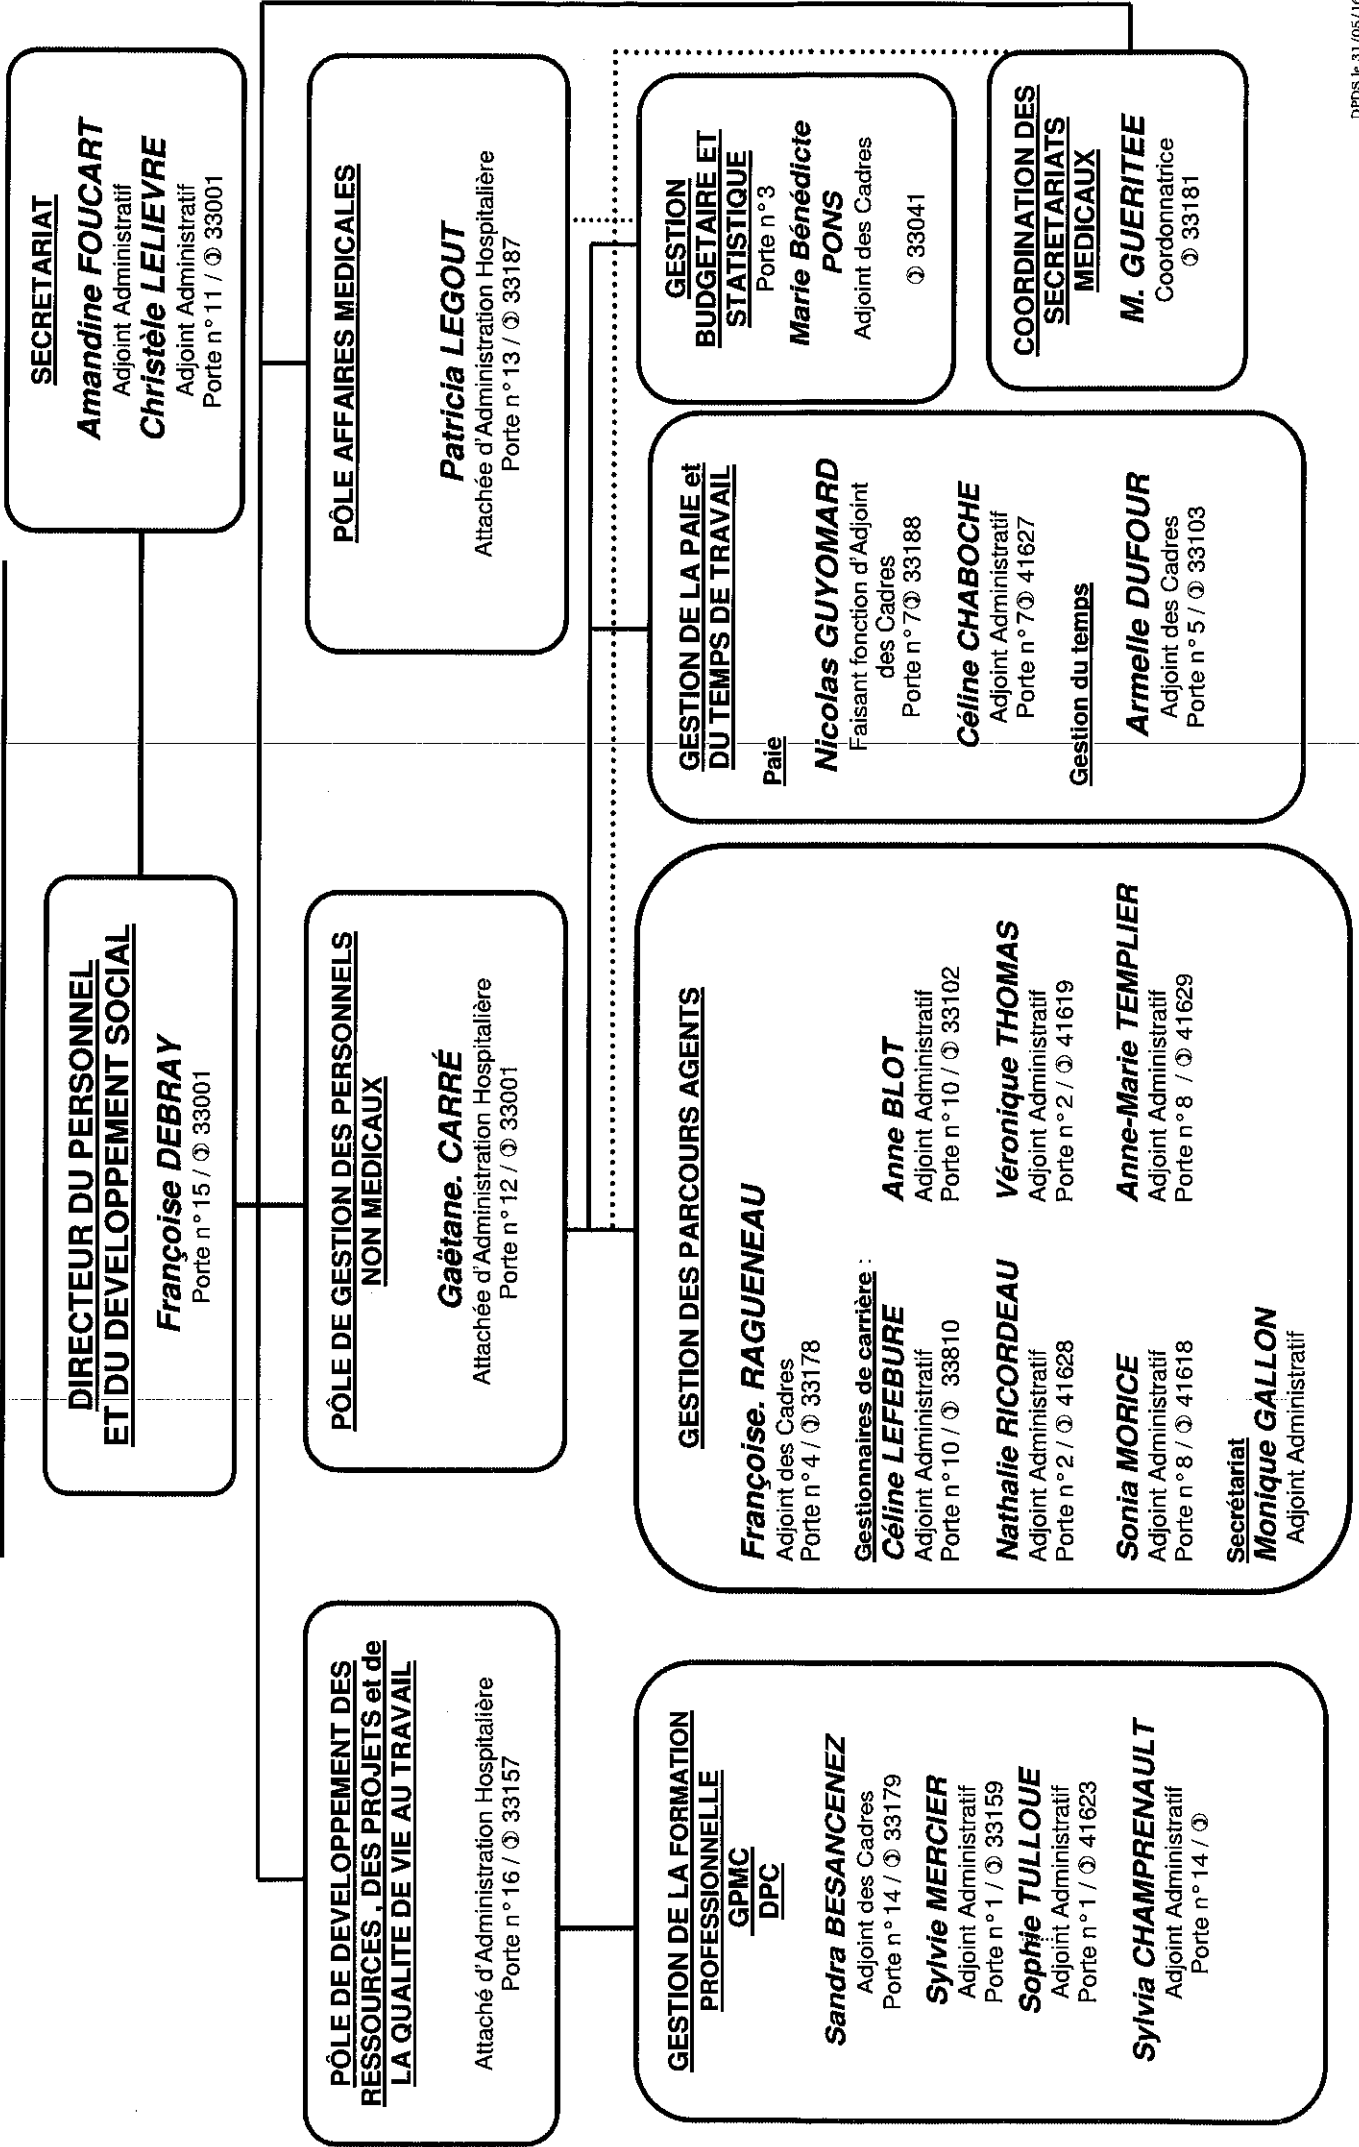 DIRECTEUR DU PERSONNEL
ET DU DEVELOPPEMENT SOCIAL
Françoise DEBRAY
Porte n° 15 / ✆ 33001
SECRETARIAT
Amandine FOUCART
Adjoint Administratif
Christèle LELIEVRE
Adjoint Administratif
Porte n° 11 / ✆ 33001
PÔLE DE DEVELOPPEMENT DES
RESSOURCES , DES PROJETS et de
LA QUALITE DE VIE AU TRAVAIL
Attaché d'Administration Hospitalière
Porte n° 16 / ✆ 33157
PÔLE DE GESTION DES PERSONNELS
NON MEDICAUX
Gaëtane. CARRÉ
Attachée d'Administration Hospitalière
Porte n° 12 / ✆ 33001
PÔLE AFFAIRES MEDICALES
Patricia LEGOUT
Attachée d'Administration Hospitalière
Porte n° 13 / ✆ 33187
GESTION DE LA FORMATION
PROFESSIONNELLE
GPMC
DPC
Sandra BESANCENEZ
Adjoint des Cadres
Porte n° 14 / ✆ 33179
Sylvie MERCIER
Adjoint Administratif
Porte n° 1 / ✆ 33159
Sophie TULLOUE
Adjoint Administratif
Porte n° 1 / ✆ 41623
Sylvia CHAMPRENAULT
Adjoint Administratif
Porte n° 14 / ✆
GESTION DES PARCOURS AGENTS
Françoise. RAGUENEAU
Adjoint des Cadres
Porte n° 4 / ✆ 33178
Gestionnaires de carrière :
Céline LEFEBURE
Adjoint Administratif
Porte n° 10 / ✆ 33810
Anne BLOT
Adjoint Administratif
Porte n° 10 / ✆ 33102
Nathalie RICORDEAU
Adjoint Administratif
Porte n° 2 / ✆ 41628
Véronique THOMAS
Adjoint Administratif
Porte n° 2 / ✆ 41619
Sonia MORICE
Adjoint Administratif
Porte n° 8 / ✆ 41618
Anne-Marie TEMPLIER
Adjoint Administratif
Porte n° 8 / ✆ 41629
Secrétariat
Monique GALLON
Adjoint Administratif
GESTION DE LA PAIE et
DU TEMPS DE TRAVAIL
Paie
Nicolas GUYOMARD
Faisant fonction d'Adjoint
des Cadres
Porte n° 7✆ 33188
Céline CHABOCHE
Adjoint Administratif
Porte n° 7✆ 41627
Gestion du temps
Armelle DUFOUR
Adjoint des Cadres
Porte n° 5 / ✆ 33103
GESTION
BUDGETAIRE ET
STATISTIQUE
Porte n° 3
Marie Bénédicte
PONS
Adjoint des Cadres
✆ 33041
COORDINATION DES
SECRETARIATS
MEDICAUX
M. GUERITEE
Coordonnatrice
✆ 33181
DPDS le 31/05/16